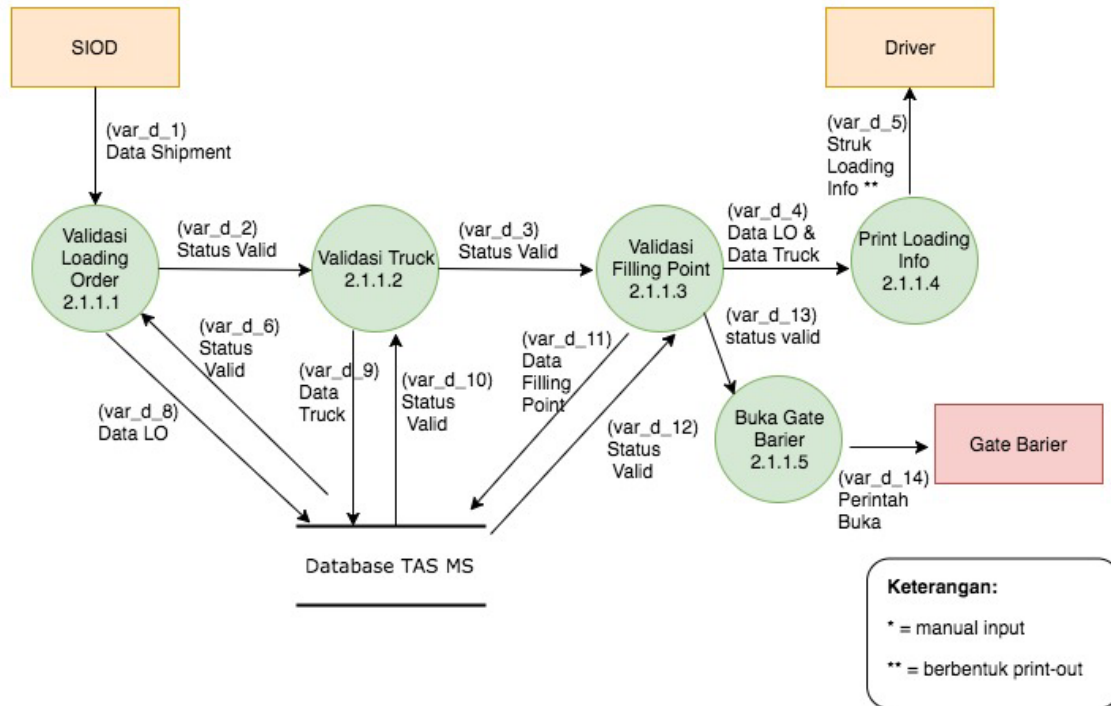 SIOD
Driver
(var_d_1)
Data Shipment
(var_d_5)
Struk
Loading
Info **
Validasi
Loading
Order
2.1.1.1
(var_d_2)
Status Valid
Validasi Truck
2.1.1.2
(var_d_3)
Status Valid
Validasi
Filling Point
2.1.1.3
(var_d_4)
Data LO &
Data Truck
Print Loading
Info
2.1.1.4
(var_d_6)
Status
Valid
(var_d_8)
Data LO
(var_d_9)
Data
Truck
(var_d_10)
Status
Valid
(var_d_11)
Data
Filling
Point
(var_d_12)
Status
Valid
(var_d_13)
status valid
Buka Gate
Barier
2.1.1.5
Gate Barier
(var_d_14)
Perintah
Buka
Database TAS MS
Keterangan:
* = manual input
** = berbentuk print-out